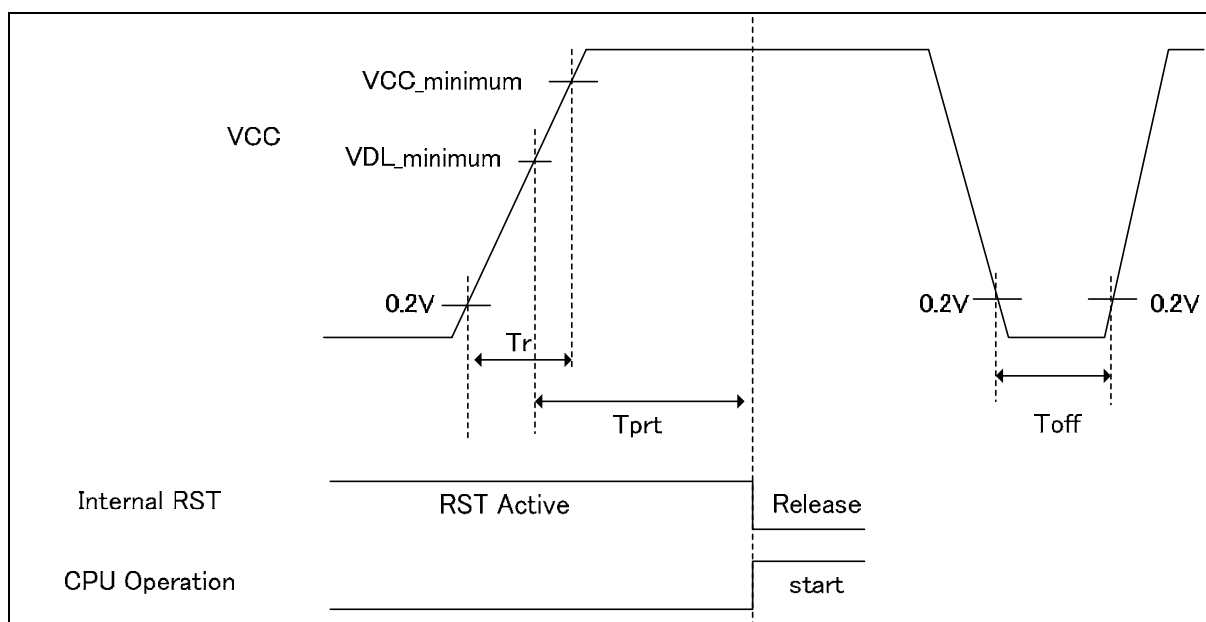 VCC_minimum
VCC
VDL_minimum
0.2V
0.2V
0.2V
Tr
Tprt
Toff
Internal RST
RST Active
Release
CPU Operation
start